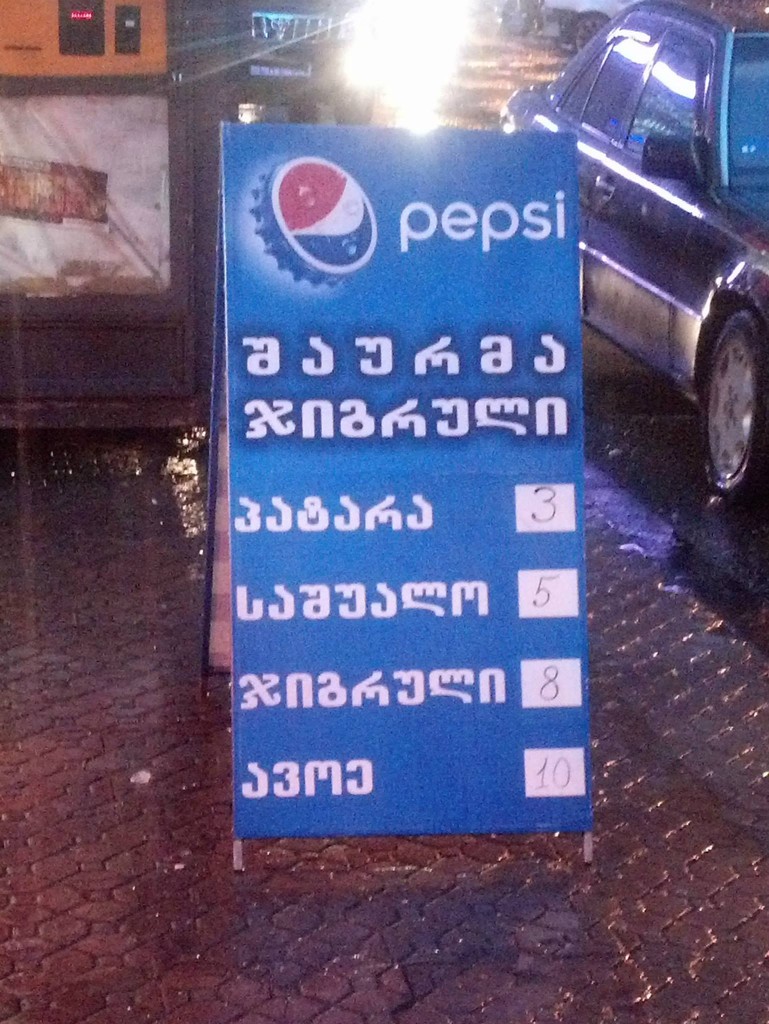 pepsi
შაურმა
ჯიგრული
პატარა 3
საშუალო 5
ჯიგრული 8
ავოე 10